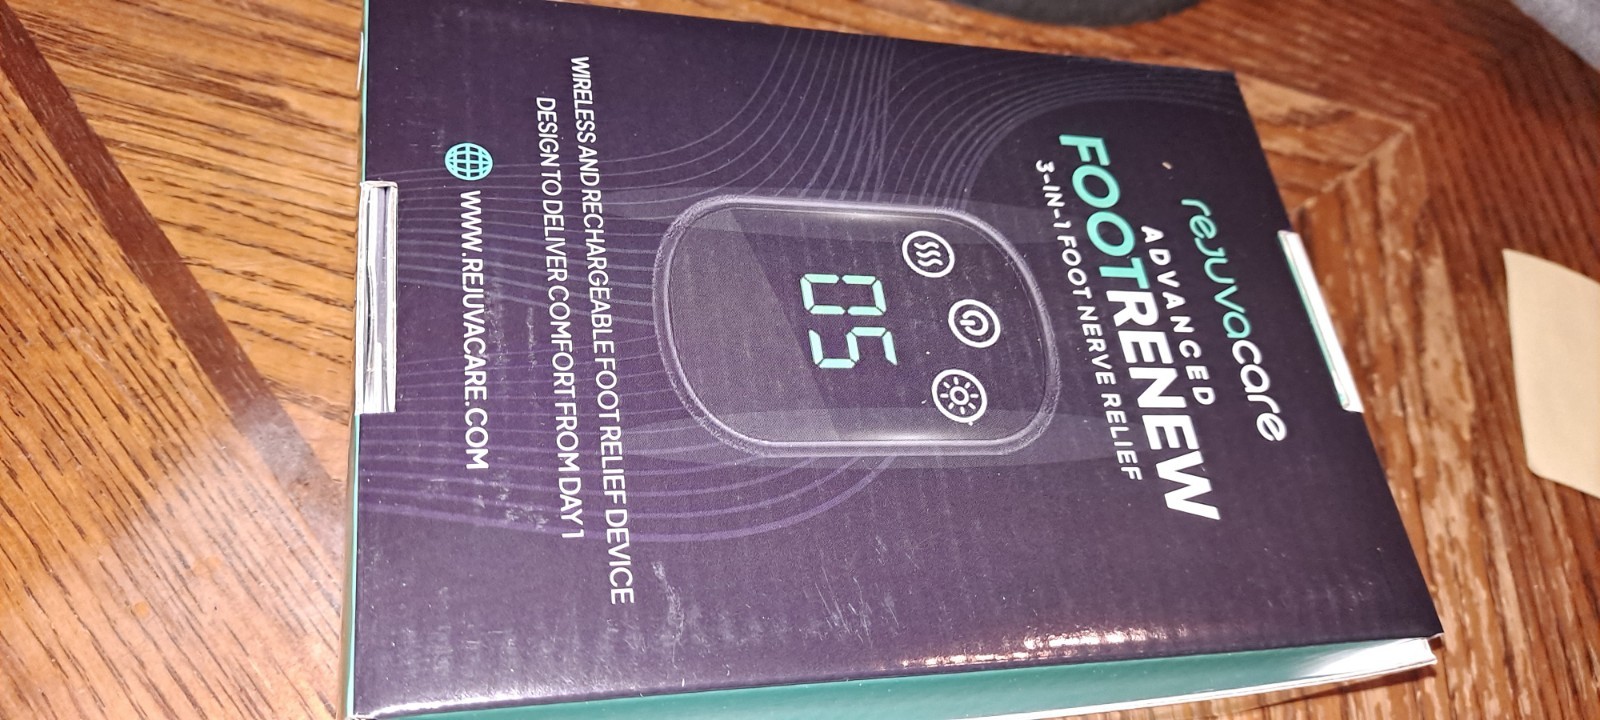 rejuvacare
ADVANCED
FOOTRENEW
3-IN-1 FOOT NERVE RELIEF
05
WIRELESS AND RECHARGEABLE FOOT RELIEF DEVICE
DESIGN TO DELIVER COMFORT FROM DAY 1
WWW.REJUVACARE.COM